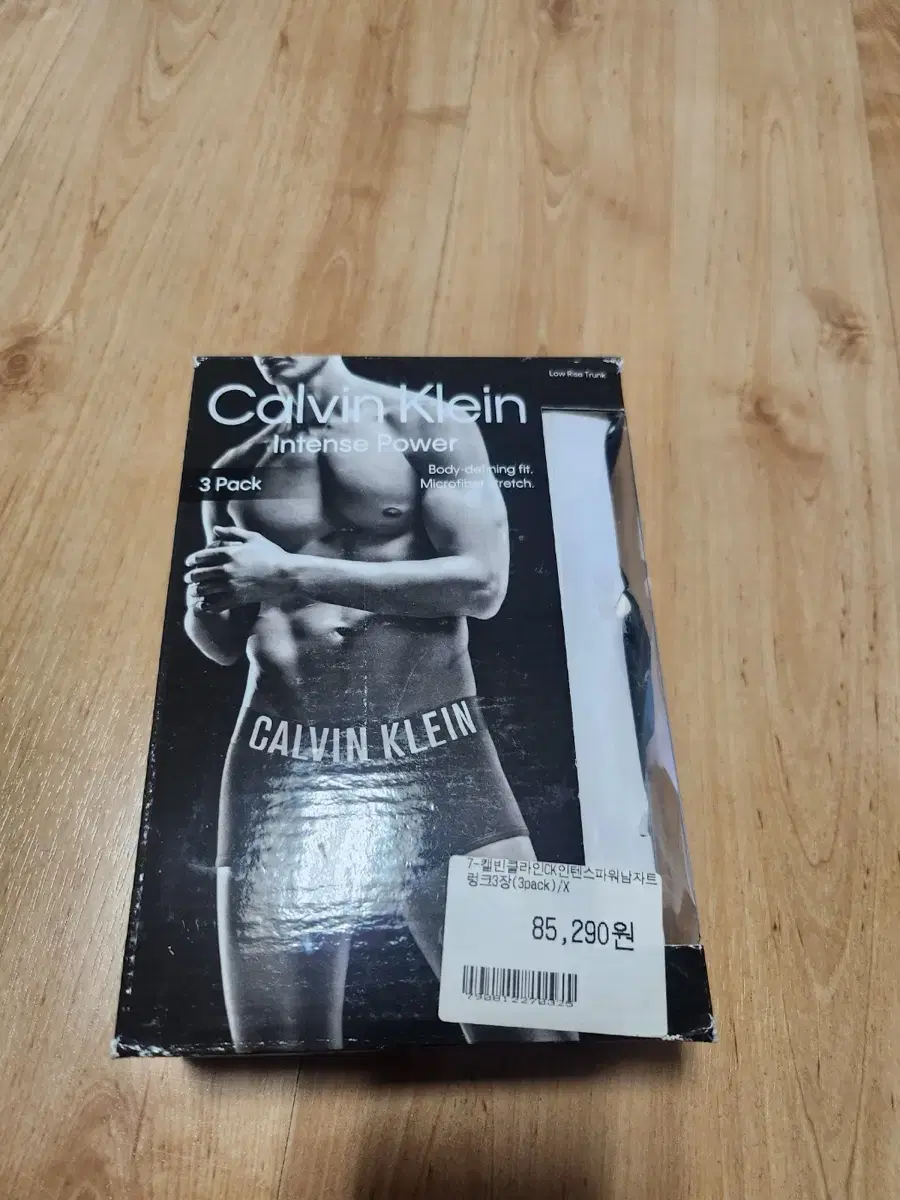 Low Rise Trunk
Calvin Klein
Intense Power
Body-defining fit.
Microfiber stretch.
3 Pack
CALVIN KLEIN
7-캘빈클라인CK인텐스파워남자트
렁크3장(3pack)/X
85,290원